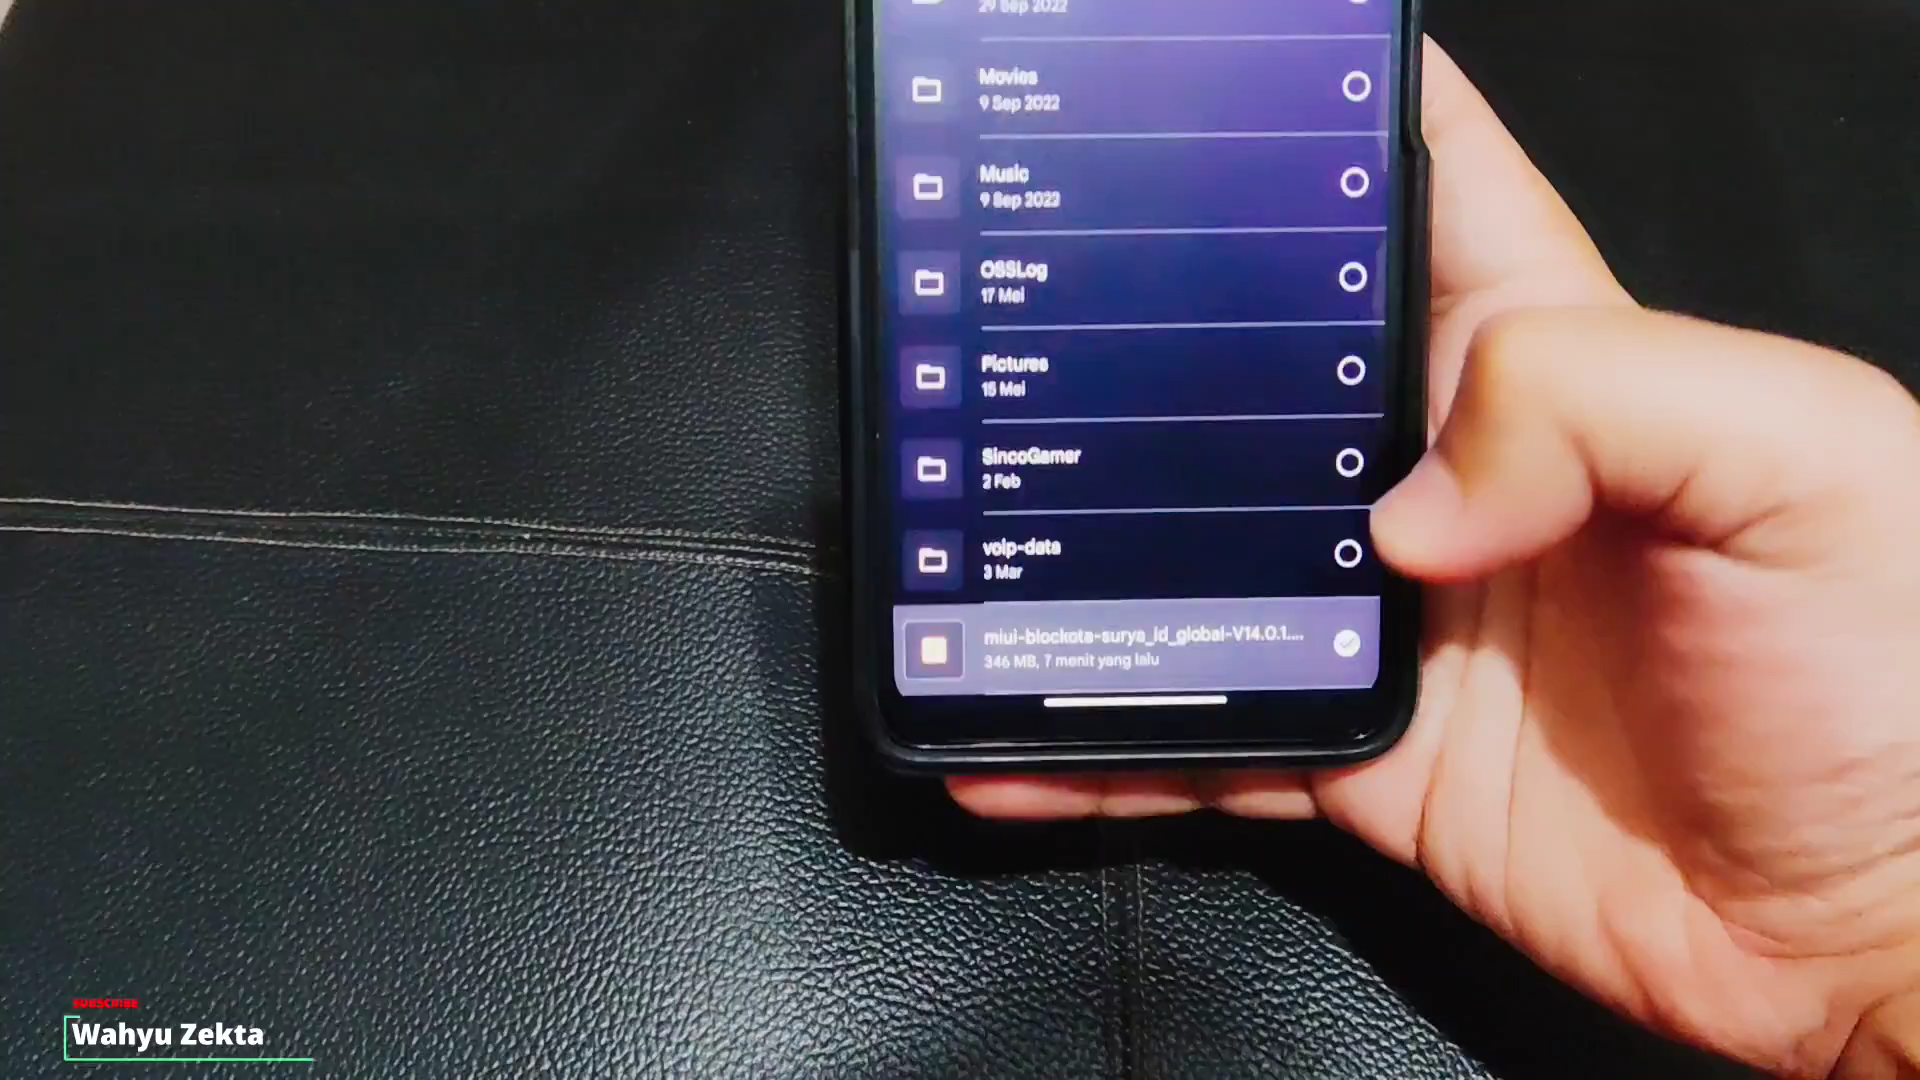 29 Sep 2022
Movies
9 Sep 2022
Music
9 Sep 2022
OSSLog
17 Mei
Pictures
15 Mei
SincoGamer
2 Feb
voip-data
3 Mar
miui-blockota-surya_id_global-V14.0.1....
346 MB, 7 menit yang lalu
SUBSCRIBE
Wahyu Zekta